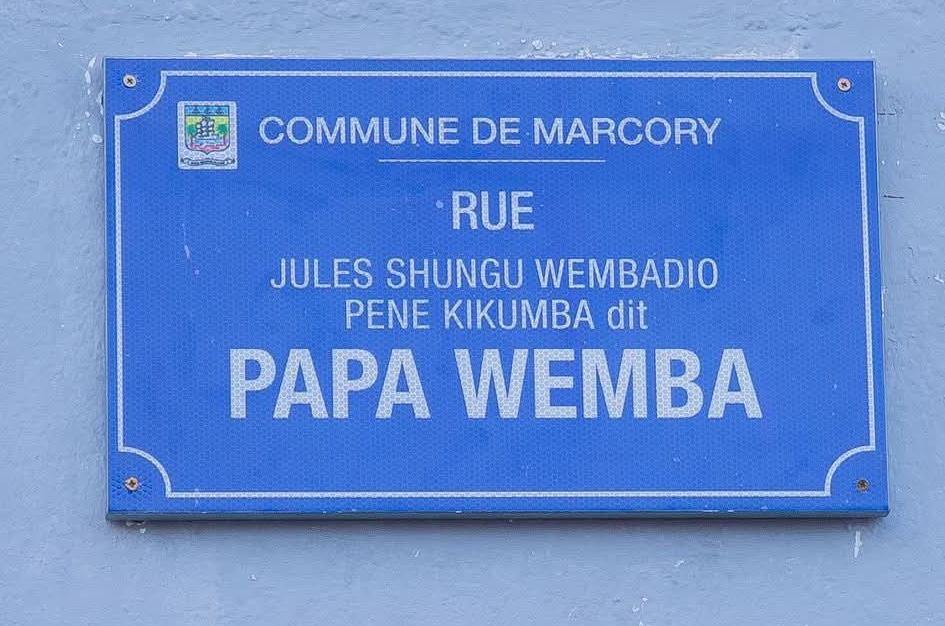 COMMUNE DE MARCORY
RUE
JULES SHUNGU WEMBADIO
PENE KIKUMBA dit
PAPA WEMBA